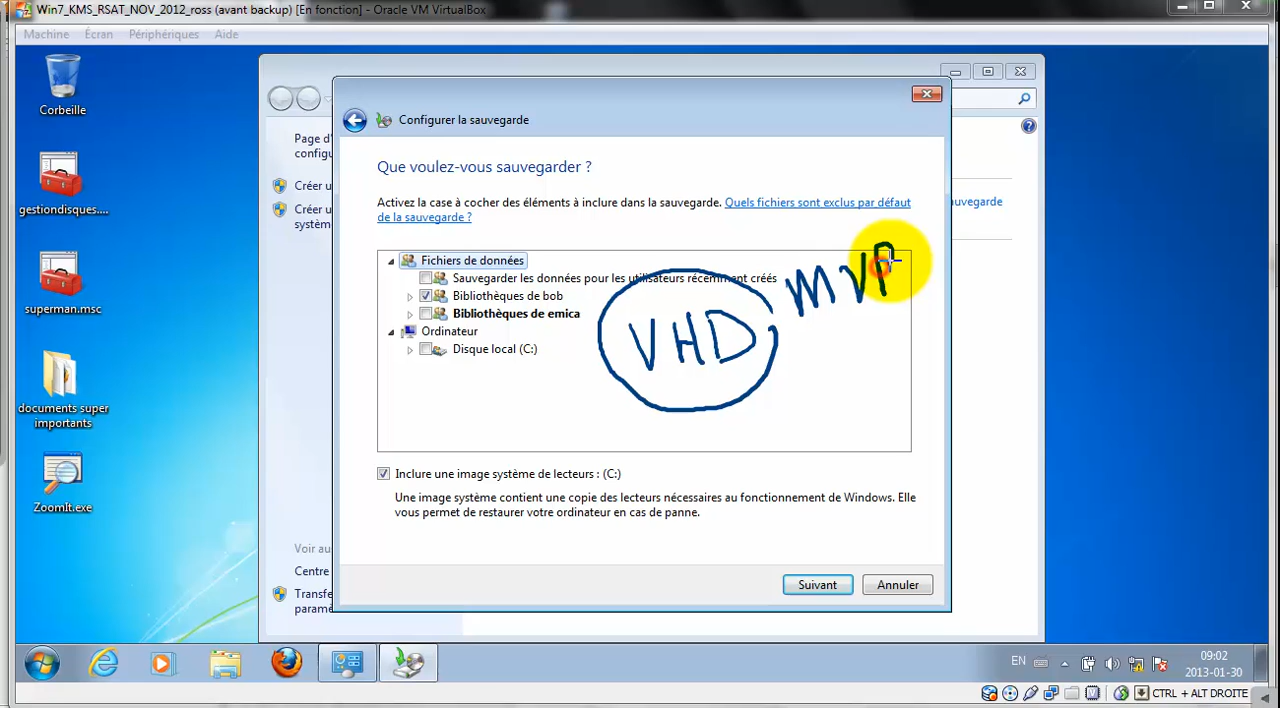 Win7_KMS_RSAT_NOV_2012_ross (avant backup) [En fonction] - Oracle VM VirtualBox
Machine Écran Périphériques Aide
Corbeille
gestiondisques....
superman.msc
documents super
importants
ZoomIt.exe
Page d'
configu
Créer u
Créer u
système
Voir au
Centre
Transfe
paramè
uvegarde
Configurer la sauvegarde
Que voulez-vous sauvegarder ?
Activez la case à cocher des éléments à inclure dans la sauvegarde. Quels fichiers sont exclus par défaut
de la sauvegarde ?
Fichiers de données
Sauvegarder les données pour les utilisateurs récemment créés
Bibliothèques de bob
Bibliothèques de emica
Ordinateur
Disque local (C:)
VHD
MVP
Inclure une image système de lecteurs : (C:)
Une image système contient une copie des lecteurs nécessaires au fonctionnement de Windows. Elle
vous permet de restaurer votre ordinateur en cas de panne.
Suivant Annuler
EN
09:02
2013-01-30
CTRL + ALT DROITE